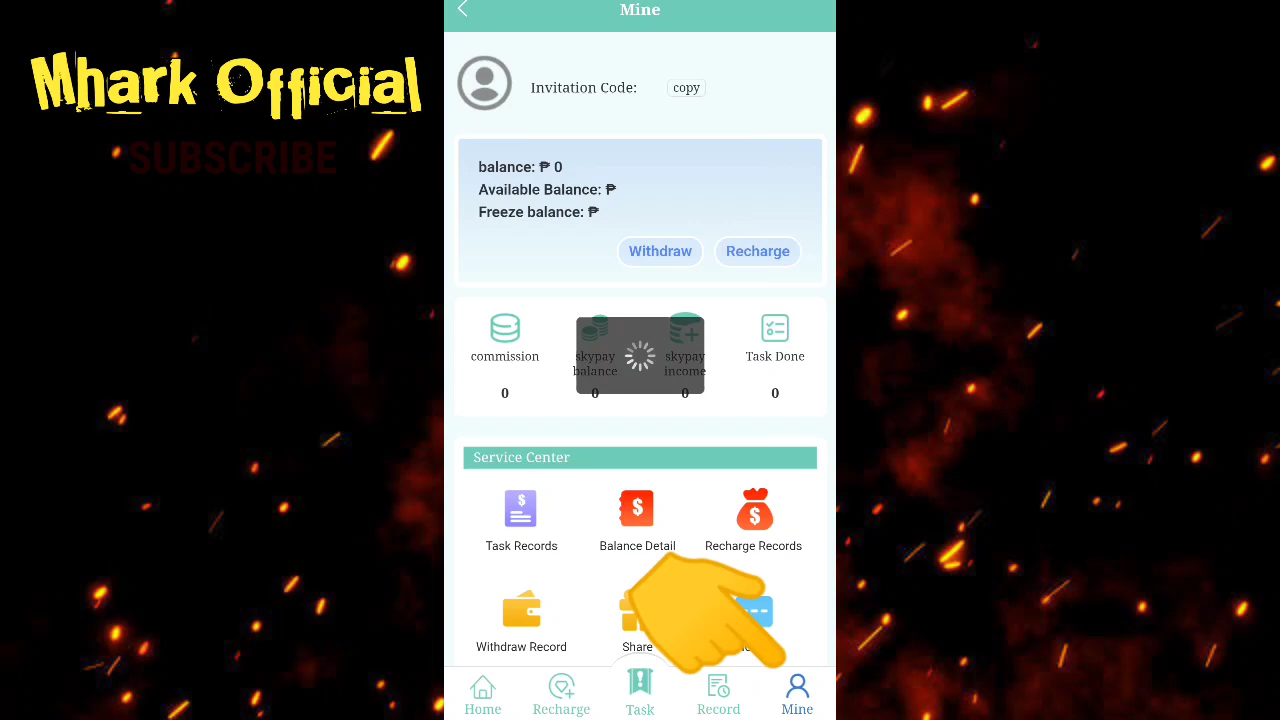 Mine
Mhark Official
SUBSCRIBE
Invitation Code: copy
balance: ₱ 0
Available Balance: ₱
Freeze balance: ₱
Withdraw Recharge
commission skypay balance skypay income Task Done
0 0 0 0
Service Center
Task Records Balance Detail Recharge Records
Withdraw Record Share
Home Recharge Task Record Mine